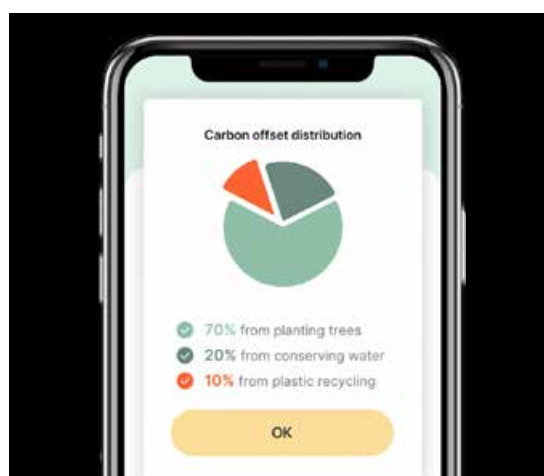 Carbon offset distribution
70% from planting trees
20% from conserving water
10% from plastic recycling
OK